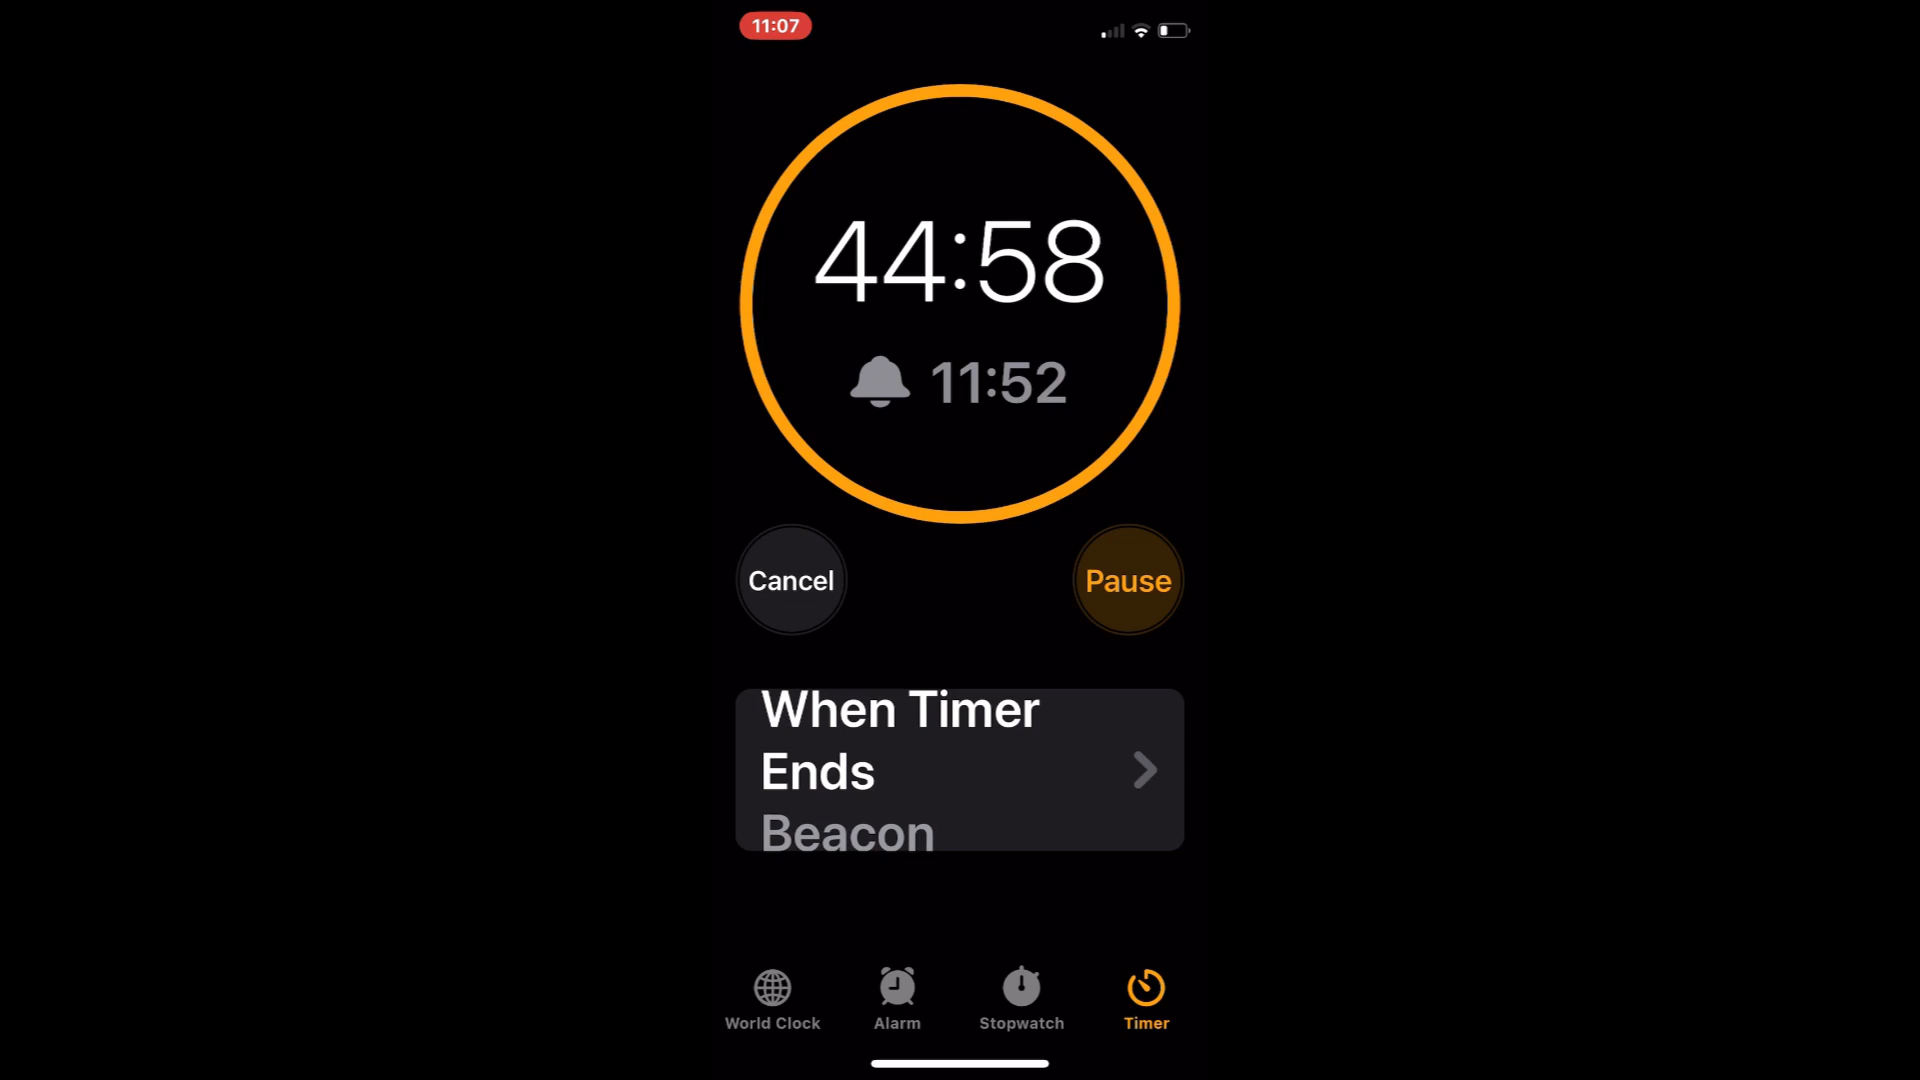 11:07
44:58
11:52
Cancel
Pause
When Timer
Ends
Beacon
World Clock
Alarm
Stopwatch
Timer